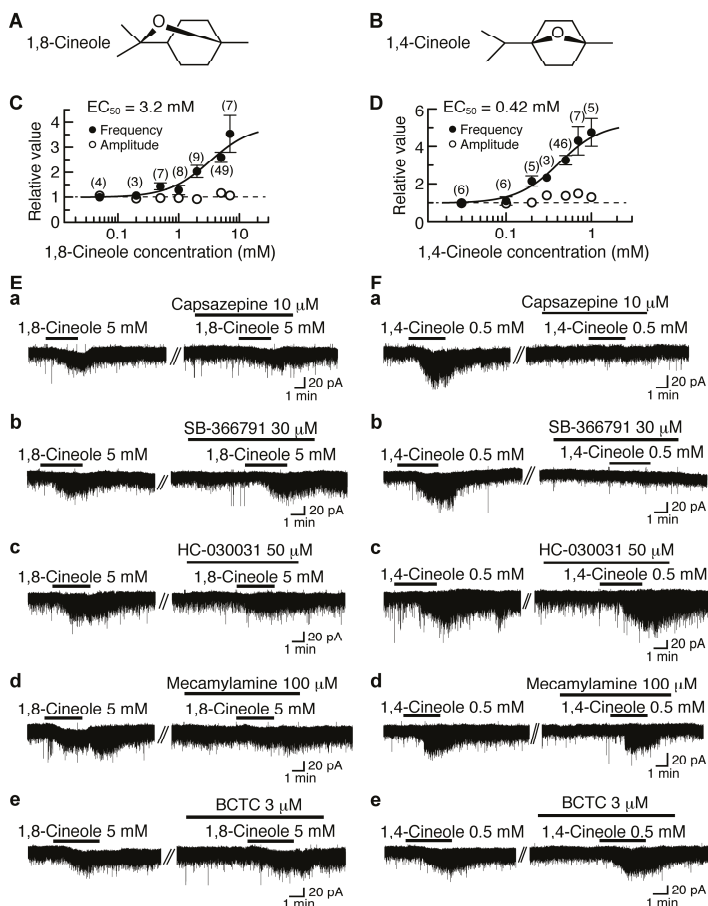 A
1,8-Cineole
O
B
1,4-Cineole
O
C
EC50 = 3.2 mM
Frequency
Amplitude
Relative value
4
3
2
1
0
(4)
(3)
(7)
(8)
(9)
(49)
(7)
0.1
1
10
1,8-Cineole concentration (mM)
D
EC50 = 0.42 mM
Frequency
Amplitude
Relative value
6
4
2
0
(6)
(6)
(5)
(3)
(46)
(7)
(5)
0.1
1
1,4-Cineole concentration (mM)
E
a
Capsazepine 10 μM
1,8-Cineole 5 mM
1,8-Cineole 5 mM
20 pA
1 min
b
SB-366791 30 μM
1,8-Cineole 5 mM
1,8-Cineole 5 mM
20 pA
1 min
c
HC-030031 50 μM
1,8-Cineole 5 mM
1,8-Cineole 5 mM
20 pA
1 min
d
Mecamylamine 100 μM
1,8-Cineole 5 mM
1,8-Cineole 5 mM
20 pA
1 min
e
BCTC 3 μM
1,8-Cineole 5 mM
1,8-Cineole 5 mM
20 pA
1 min
F
a
Capsazepine 10 μM
1,4-Cineole 0.5 mM
1,4-Cineole 0.5 mM
20 pA
1 min
b
SB-366791 30 μM
1,4-Cineole 0.5 mM
1,4-Cineole 0.5 mM
20 pA
1 min
c
HC-030031 50 μM
1,4-Cineole 0.5 mM
1,4-Cineole 0.5 mM
20 pA
1 min
d
Mecamylamine 100 μM
1,4-Cineole 0.5 mM
1,4-Cineole 0.5 mM
20 pA
1 min
e
BCTC 3 μM
1,4-Cineole 0.5 mM
1,4-Cineole 0.5 mM
20 pA
1 min